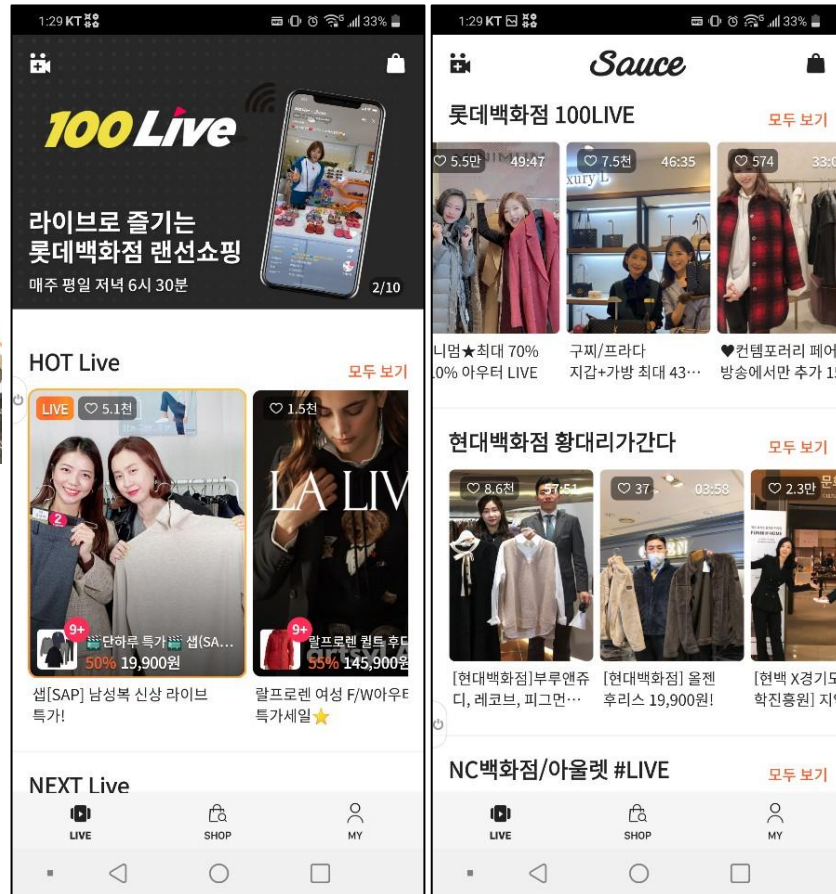 1:29 KT
33%
100 Live
라이브로 즐기는
롯데백화점 랜선쇼핑
매주 평일 저녁 6시 30분
2/10
HOT Live
모두 보기
LIVE
5.1천
2
9+
단하루 특가 샙(SA...
50% 19,900원
샙[SAP] 남성복 신상 라이브
특가!
1.5천
LA LIV
9+
랄프로렌 퀼트 후드
55% 145,900원
랄프로렌 여성 F/W아우터
특가세일
NEXT Live
LIVE
SHOP
MY
1:29 KT
33%
Sauce
롯데백화점 100LIVE
모두 보기
5.5만 49:47
7.5천 46:35
574 33:0
니멈★최대 70%
0% 아우터 LIVE
구찌/프라다
지갑+가방 최대 43…
♥컨템포러리 페어
방송에서만 추가 1
현대백화점 황대리가간다
모두 보기
8.6천 57:51
37 03:58
2.3만
[현대백화점]부루앤쥬
디, 레코브, 피그먼…
[현대백화점] 올젠
후리스 19,900원!
[현백 X경기도
학진흥원] 지역
NC백화점/아울렛 #LIVE
모두 보기
LIVE
SHOP
MY